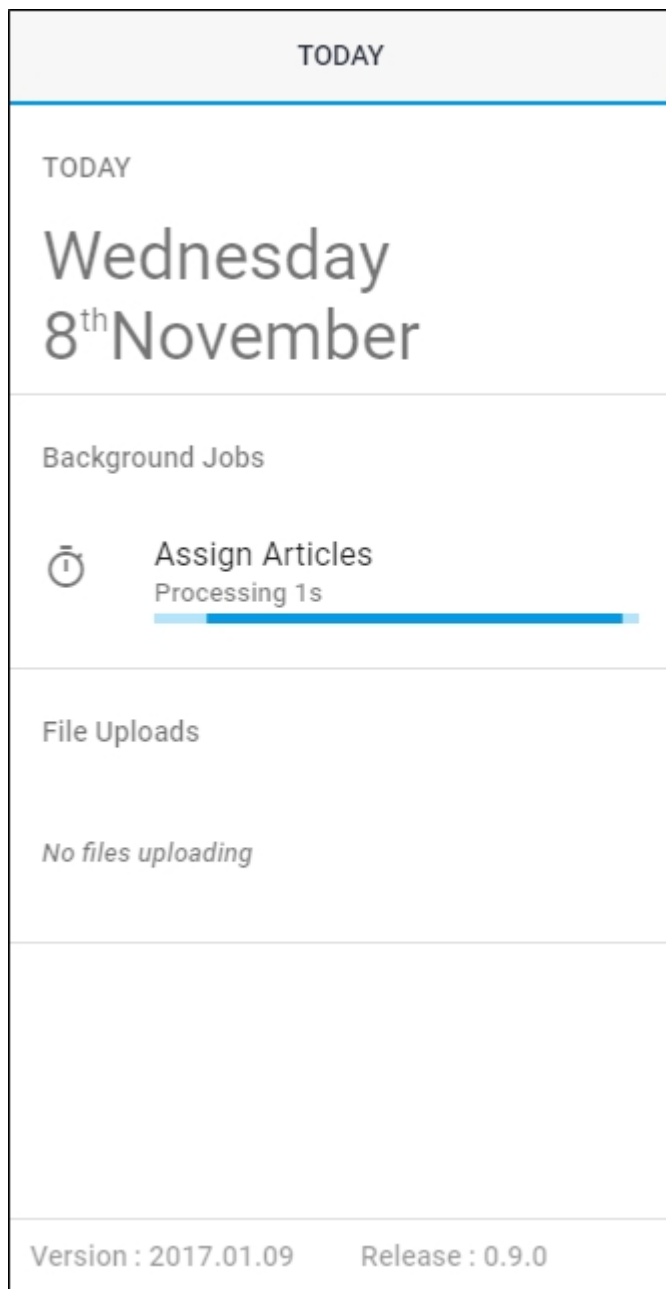 TODAY
TODAY
Wednesday
8thNovember
Background Jobs
Assign Articles
Processing 1s
File Uploads
No files uploading
Version : 2017.01.09 Release : 0.9.0